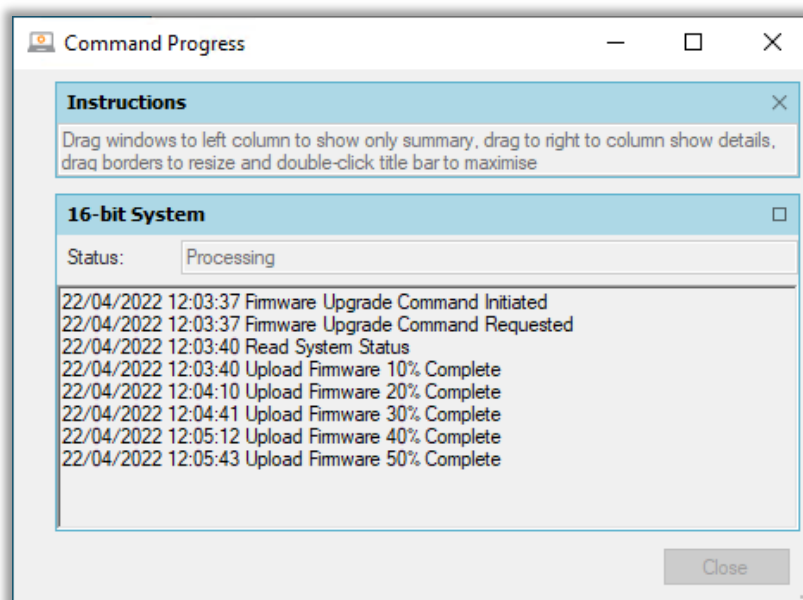 Command Progress
Instructions
Drag windows to left column to show only summary, drag to right to column show details,
drag borders to resize and double-click title bar to maximise
16-bit System
Status: Processing
22/04/2022 12:03:37 Firmware Upgrade Command Initiated
22/04/2022 12:03:37 Firmware Upgrade Command Requested
22/04/2022 12:03:40 Read System Status
22/04/2022 12:03:40 Upload Firmware 10% Complete
22/04/2022 12:04:10 Upload Firmware 20% Complete
22/04/2022 12:04:41 Upload Firmware 30% Complete
22/04/2022 12:05:12 Upload Firmware 40% Complete
22/04/2022 12:05:43 Upload Firmware 50% Complete
Close